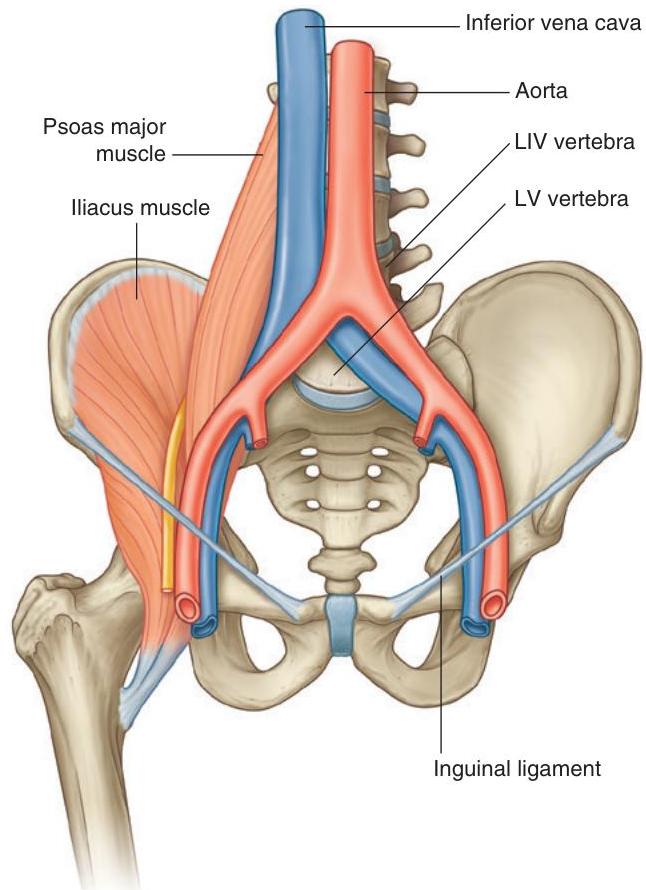 Inferior vena cava
Aorta
Psoas major
muscle
LIV vertebra
LV vertebra
Iliacus muscle
Inguinal ligament